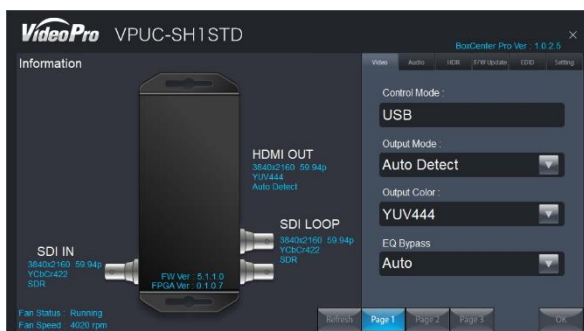 VideoPro VPUC-SH1STD
BoxCenter Pro Ver : 1.0.2.5
Information
Video Audio HDR F/W Update EDID Setting
Control Mode :
USB
Output Mode :
Auto Detect
Output Color :
YUV444
EQ Bypass
Auto
HDMI OUT
3840x2160 59.94p
YUV444
Auto Detect
SDI LOOP
3840x2160 59.94p
YCbCr422
SDR
SDI IN
3840x2160 59.94p
YCbCr422
SDR
FW Ver : 5.1.1.0
FPGA Ver : 0.1.0.7
Fan Status : Running
Fan Speed : 4020 rpm
Refresh Page 1 Page 2 Page 3 OK